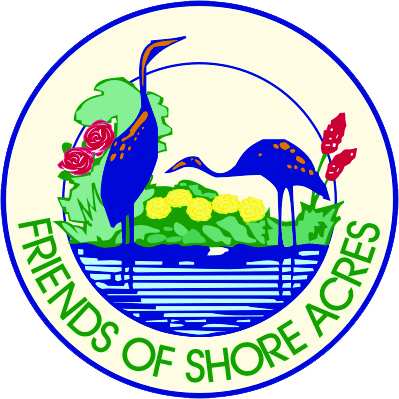 FRIENDS OF SHORE ACRES